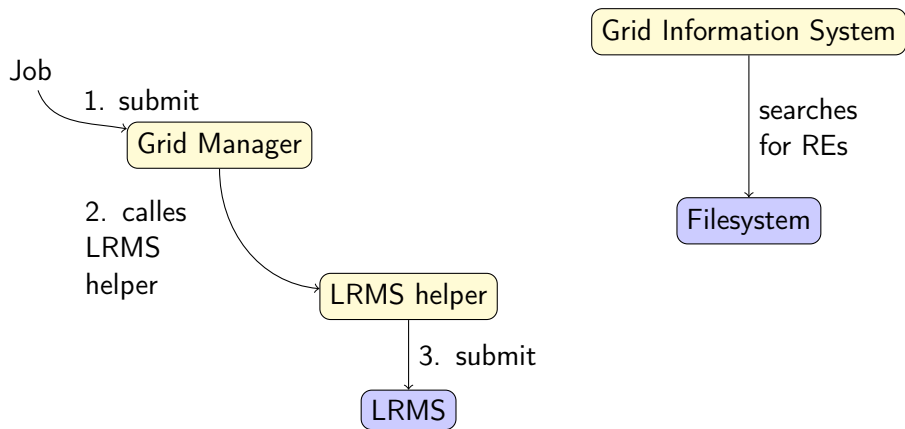 Grid Information System
Job
1. submit
searches
for REs
Grid Manager
2. calles
LRMS
helper
Filesystem
LRMS helper
3. submit
LRMS